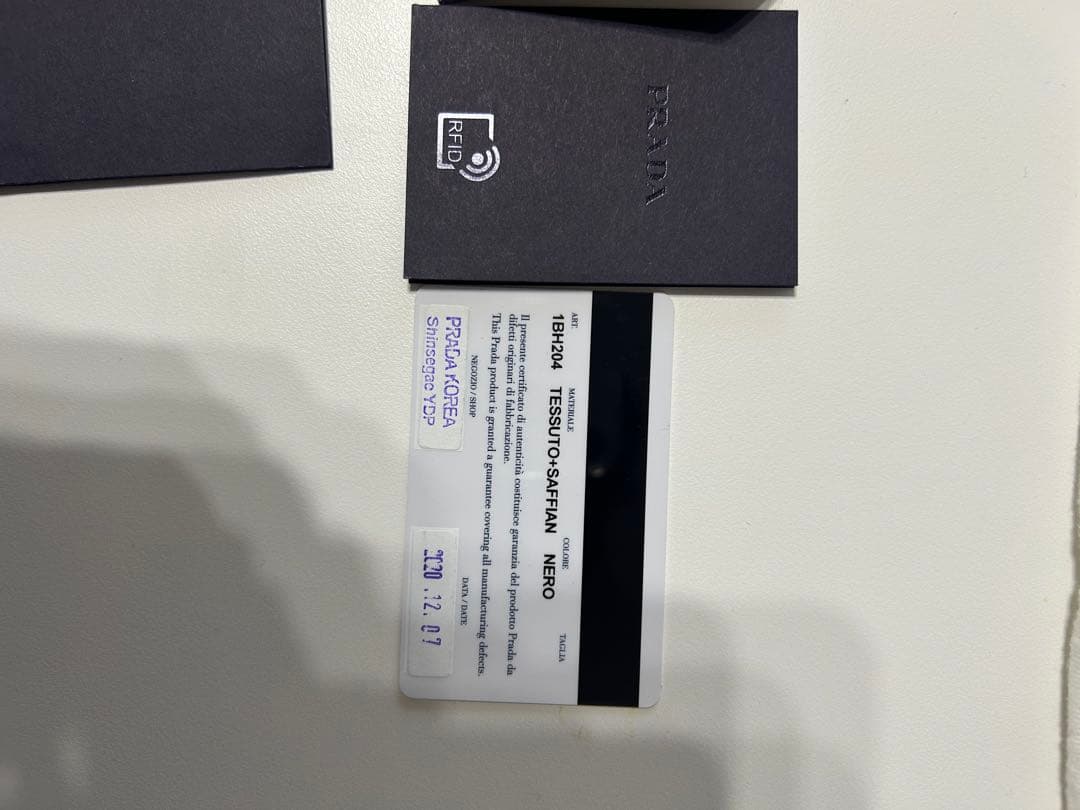 PRADA
RFID
ART. MATERIALE COLORE TAGLIA
1BH204 TESSUTO+SAFFIAN NERO
Il presente certificato di autenticità costituisce garanzia del prodotto Prada da
difetti originari di fabbricazione.
This Prada product is granted a guarantee covering all manufacturing defects.
NEGOZIO / SHOP DATA / DATE
PRADA KOREA
Shinsegae YDP
2020.12.07